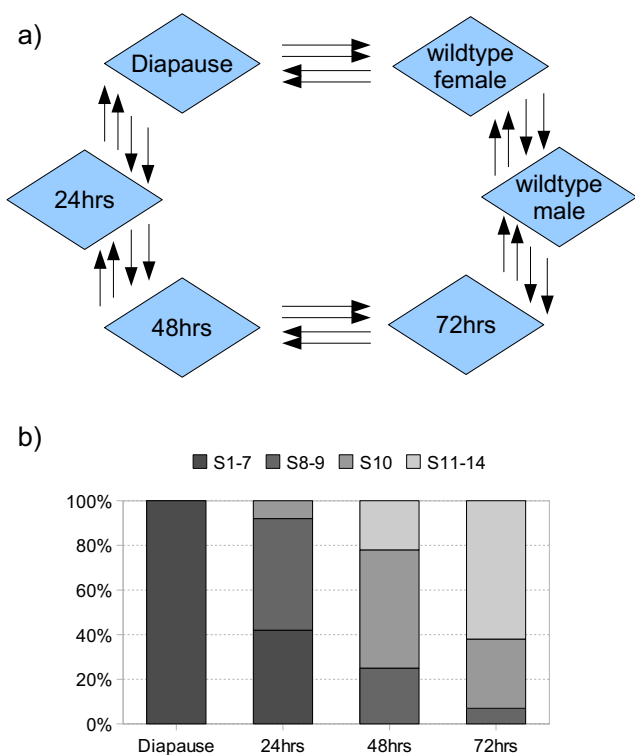 a)
Diapause
wildtype
female
24hrs
wildtype
male
48hrs
72hrs
b)
S1-7 S8-9 S10 S11-14
100%
80%
60%
40%
20%
0%
Diapause 24hrs 48hrs 72hrs